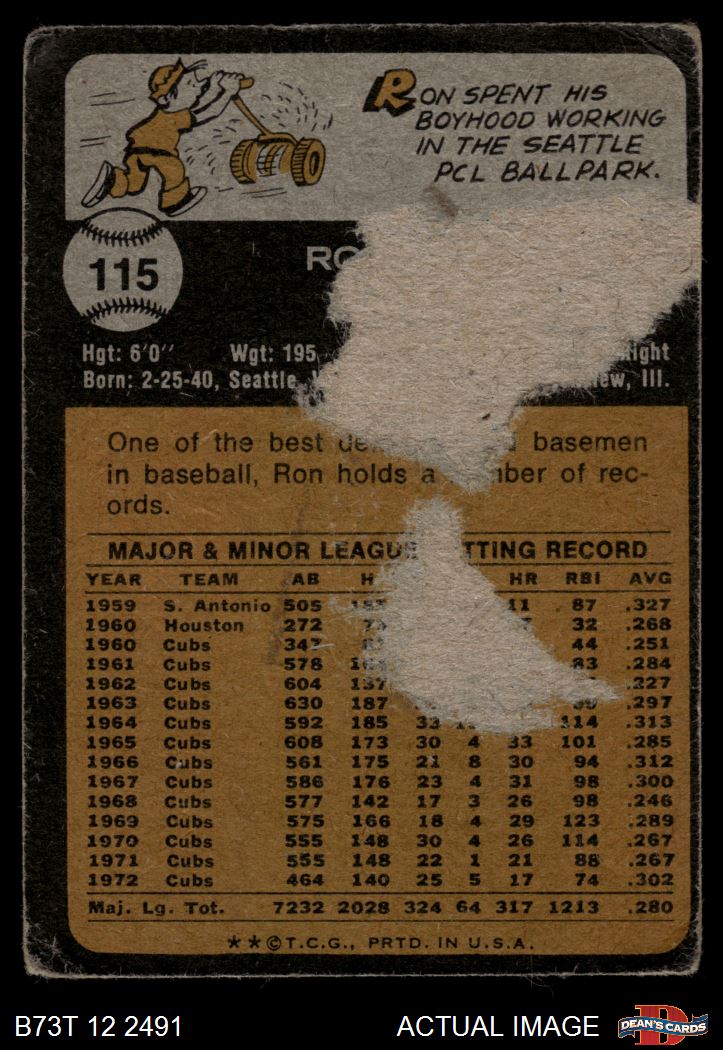 RON SPENT HIS
BOYHOOD WORKING
IN THE SEATTLE
PCL BALLPARK.
115
Hgt: 6'0" Wgt: 195
Born: 2-25-40, Seattle, Ill.
One of the best basemen
in baseball, Ron holds a of rec-
ords.
MAJOR & MINOR LEAGUE RECORD
YEAR TEAM AB HR RBI AVG
1959 S. Antonio 505 11 87 .327
1960 Houston 272 32 .268
1960 Cubs 347 44 .251
1961 Cubs 578 83 .284
1962 Cubs 604 137 .227
1963 Cubs 630 187 .297
1964 Cubs 592 185 33 114 .313
1965 Cubs 608 173 30 4 33 101 .285
1966 Cubs 561 175 21 8 30 94 .312
1967 Cubs 586 176 23 4 31 98 .300
1968 Cubs 577 142 17 3 26 98 .246
1969 Cubs 575 166 18 4 29 123 .289
1970 Cubs 555 148 30 4 26 114 .267
1971 Cubs 555 148 22 1 21 88 .267
1972 Cubs 464 140 25 5 17 74 .302
Maj. Lg. Tot. 7232 2028 324 64 317 1213 .280
★★©T.C.G., PRTD. IN U.S.A.
B73T 12 2491 ACTUAL IMAGE DEAN'S CARDS